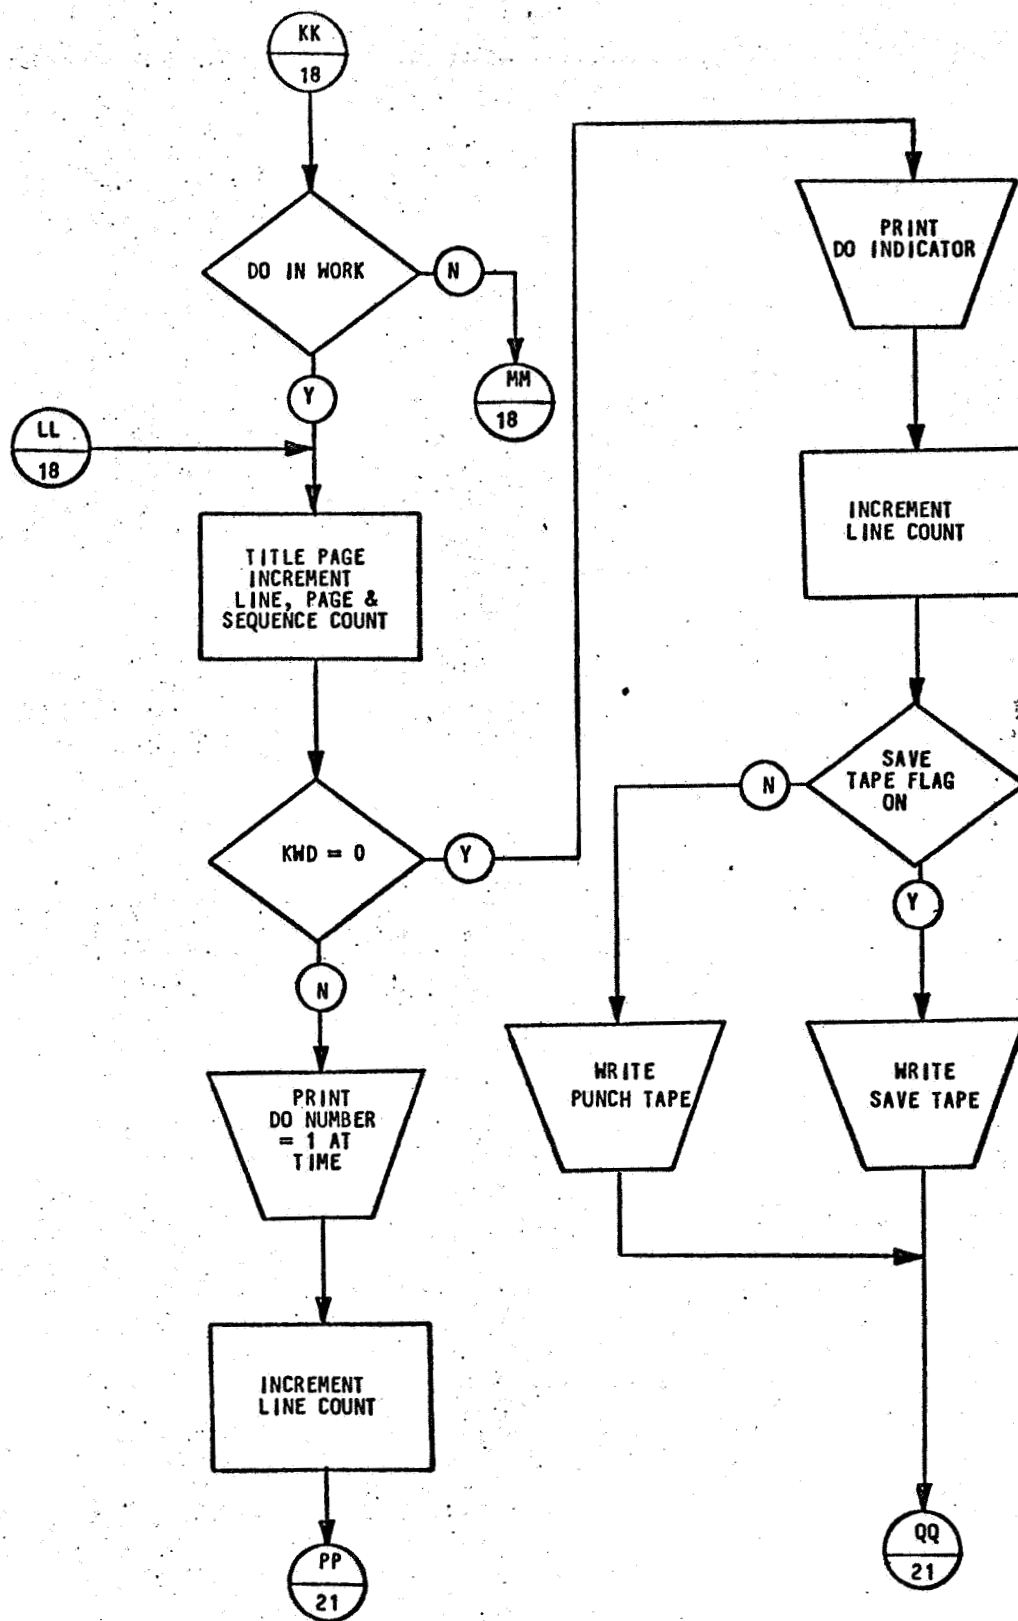 KK
18
DO IN WORK
N
MM
18
Y
LL
18
TITLE PAGE
INCREMENT
LINE, PAGE &
SEQUENCE COUNT
KWD = 0
Y
N
PRINT
DO NUMBER
= 1 AT
TIME
INCREMENT
LINE COUNT
PP
21
PRINT
DO INDICATOR
INCREMENT
LINE COUNT
SAVE
TAPE FLAG
ON
N
Y
WRITE
PUNCH TAPE
WRITE
SAVE TAPE
QQ
21